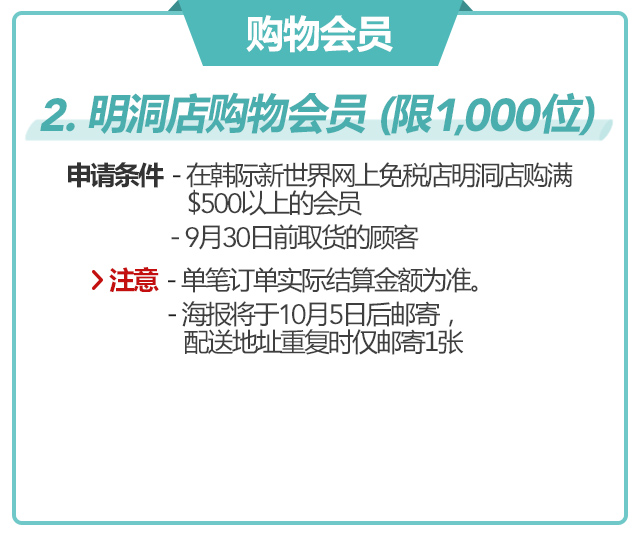 购物会员
2. 明洞店购物会员 (限1,000位)
申请条件 - 在韩际新世界网上免税店明洞店购满
$500以上的会员
- 9月30日前取货的顾客
> 注意 - 单笔订单实际结算金额为准。
- 海报将于10月5日后邮寄，
配送地址重复时仅邮寄1张